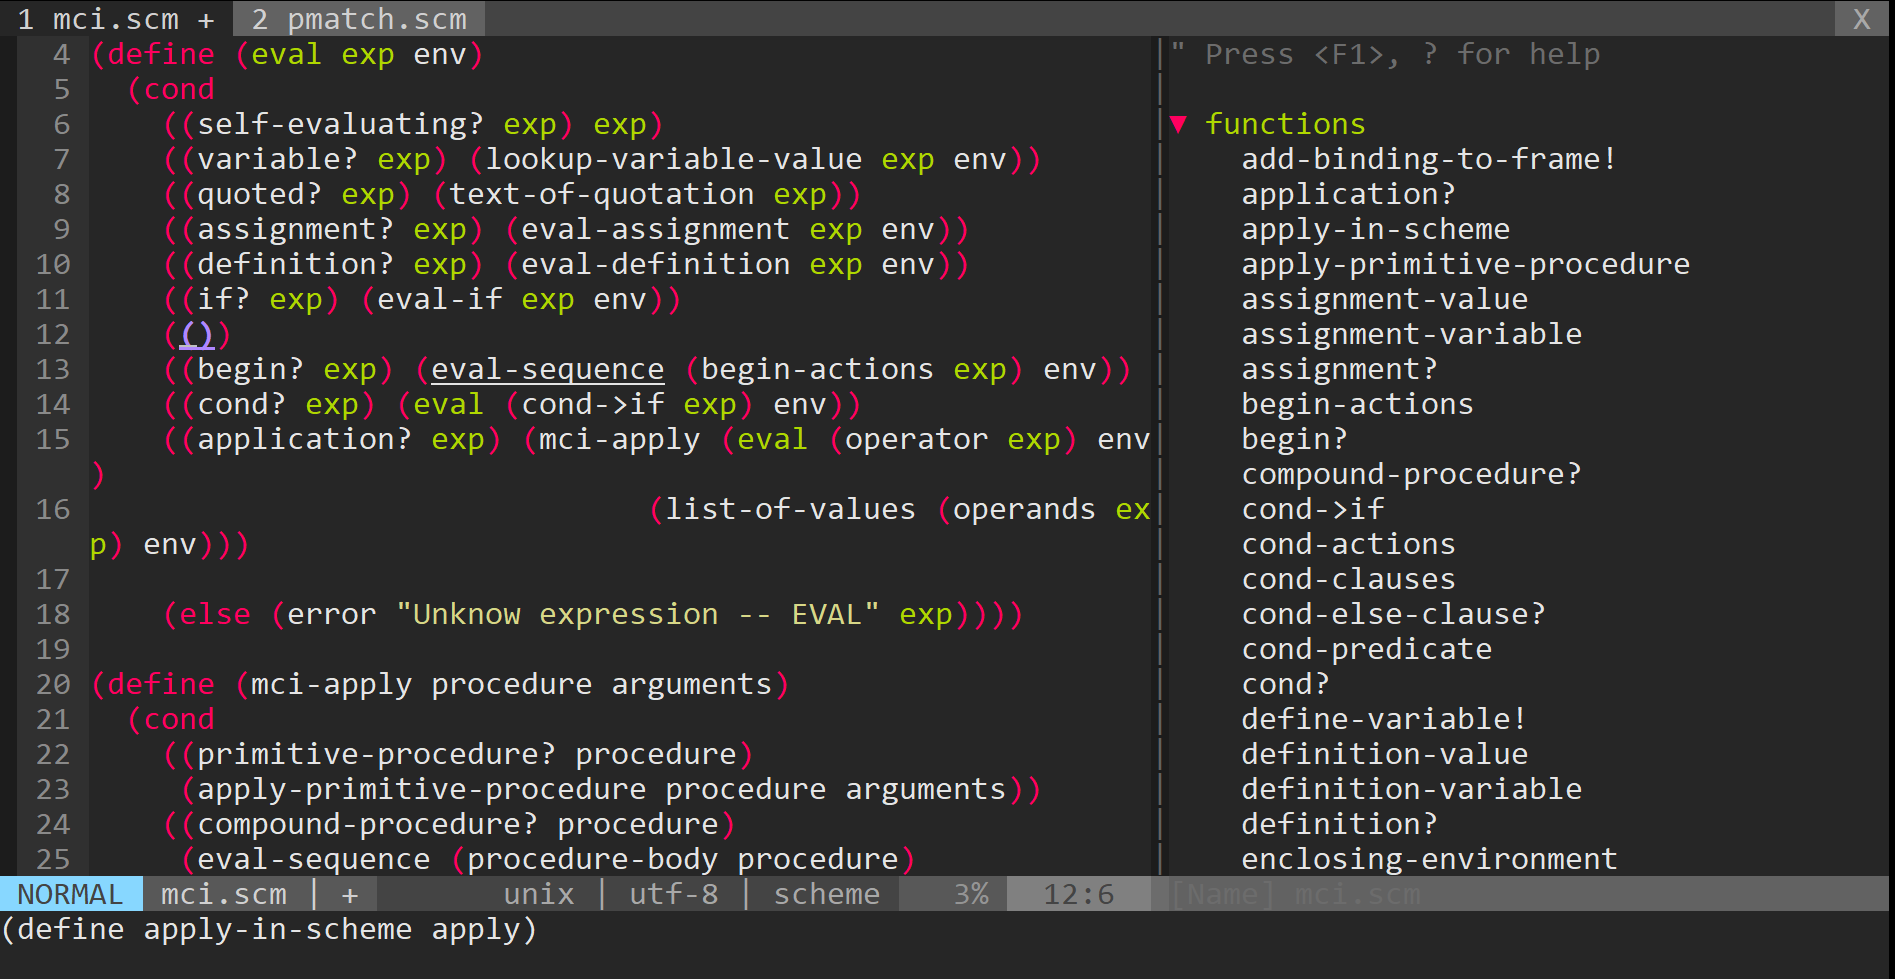 1 mci.scm + 2 pmatch.scm X
4 (define (eval exp env)
5   (cond
6     ((self-evaluating? exp) exp)
7     ((variable? exp) (lookup-variable-value exp env))
8     ((quoted? exp) (text-of-quotation exp))
9     ((assignment? exp) (eval-assignment exp env))
10     ((definition? exp) (eval-definition exp env))
11     ((if? exp) (eval-if exp env))
12     (())
13     ((begin? exp) (eval-sequence (begin-actions exp) env))
14     ((cond? exp) (eval (cond->if exp) env))
15     ((application? exp) (mci-apply (eval (operator exp) env
)
16                                (list-of-values (operands ex
p) env)))
17
18     (else (error "Unknow expression -- EVAL" exp))))
19
20 (define (mci-apply procedure arguments)
21   (cond
22     ((primitive-procedure? procedure)
23      (apply-primitive-procedure procedure arguments))
24     ((compound-procedure? procedure)
25      (eval-sequence (procedure-body procedure)
" Press <F1>, ? for help
▼ functions
add-binding-to-frame!
application?
apply-in-scheme
apply-primitive-procedure
assignment-value
assignment-variable
assignment?
begin-actions
begin?
compound-procedure?
cond->if
cond-actions
cond-clauses
cond-else-clause?
cond-predicate
cond?
define-variable!
definition-value
definition-variable
definition?
enclosing-environment
NORMAL mci.scm | + unix | utf-8 | scheme 3% 12:6 [Name] mci.scm
(define apply-in-scheme apply)